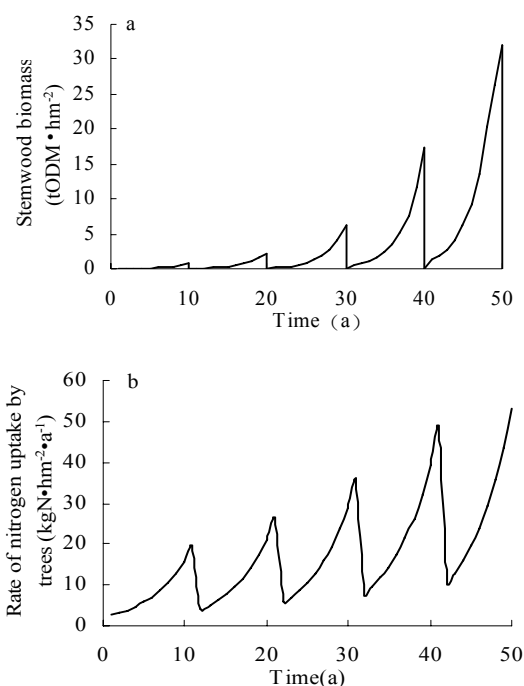 a
35
30
25
20
15
10
5
0
Stemwood biomass
(tODM•hm-2)
0 10 20 30 40 50
Time (a)
b
60
50
40
30
20
10
0
Rate of nitrogen uptake by
trees (kgN•hm-2•a-1)
0 10 20 30 40 50
Time(a)